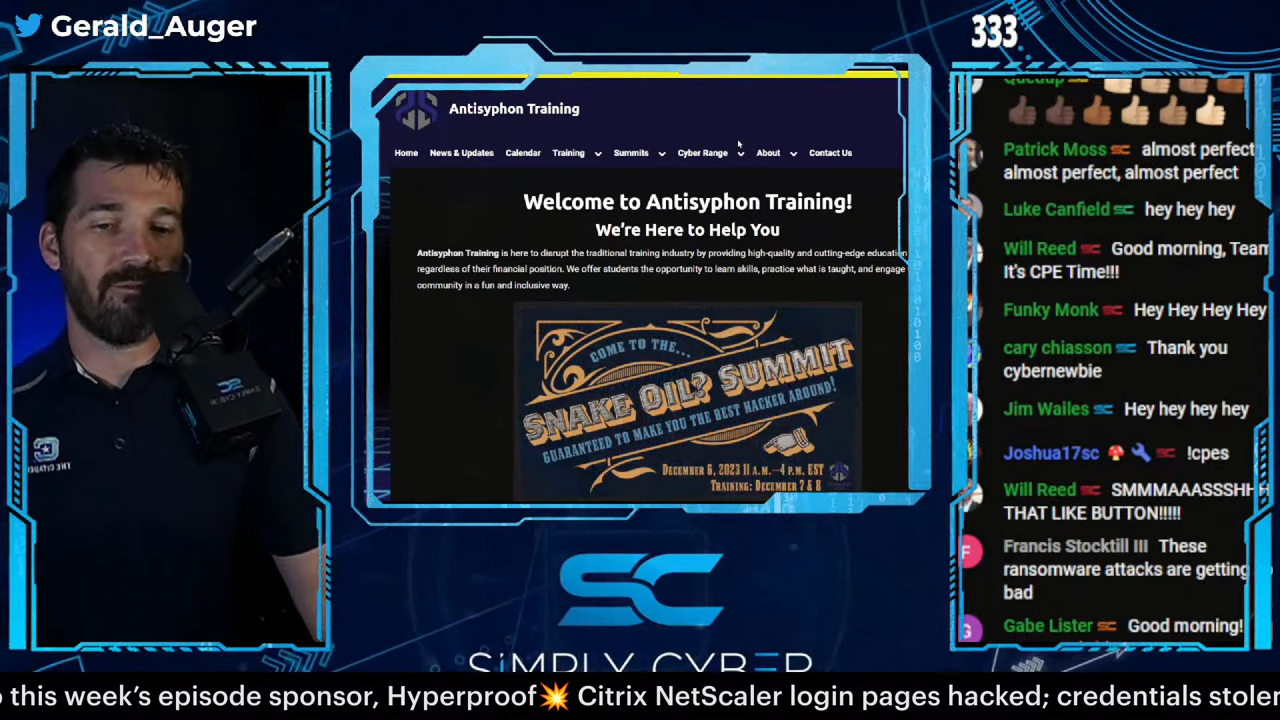 Gerald_Auger
333
Antisyphon Training
Home News & Updates Calendar Training Summits Cyber Range About Contact Us
Welcome to Antisyphon Training!
We're Here to Help You
Antisyphon Training is here to disrupt the traditional training industry by providing high-quality and cutting-edge education
regardless of their financial position. We offer students the opportunity to learn skills, practice what is taught, and engage
community in a fun and inclusive way.
COME TO THE...
SNAKE OIL? SUMMIT
GUARANTEED TO MAKE YOU THE BEST HACKER AROUND!
DECEMBER 6, 2023 11 A.M.—4 P.M. EST
TRAINING: DECEMBER 7 & 8
SC
SIMPLY CYBER
Patrick Moss almost perfect
almost perfect, almost perfect
Luke Canfield hey hey hey
Will Reed Good morning, Team
It's CPE Time!!!
Funky Monk Hey Hey Hey Hey
cary chiasson Thank you
cybernewbie
Jim Wailes Hey hey hey hey
Joshua17sc !cpes
Will Reed SMMMAAASSSHHH
THAT LIKE BUTTON!!!!!
Francis Stocktill III These
ransomware attacks are getting
bad
Gabe Lister Good morning!
this week's episode sponsor, Hyperproof💥 Citrix NetScaler login pages hacked; credentials stolen